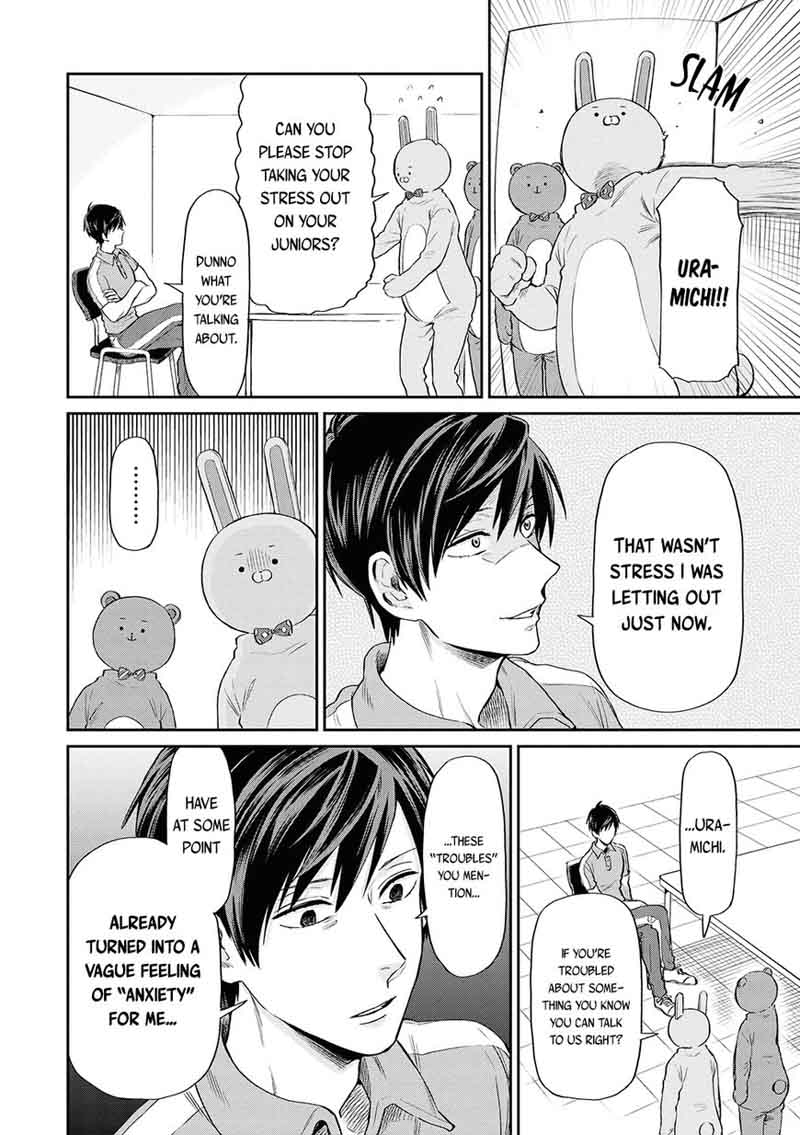 SLAM
URA-
MICHI!!
CAN YOU
PLEASE STOP
TAKING YOUR
STRESS OUT
ON YOUR
JUNIORS?
DUNNO
WHAT
YOU'RE
TALKING
ABOUT.
THAT WASN'T
STRESS I WAS
LETTING OUT
JUST NOW.
........
...URA-
MICHI.
IF YOU'RE
TROUBLED
ABOUT SOME-
THING YOU KNOW
YOU CAN TALK
TO US RIGHT?
...THESE
"TROUBLES"
YOU MEN-
TION...
HAVE
AT SOME
POINT
ALREADY
TURNED INTO A
VAGUE FEELING
OF "ANXIETY"
FOR ME...